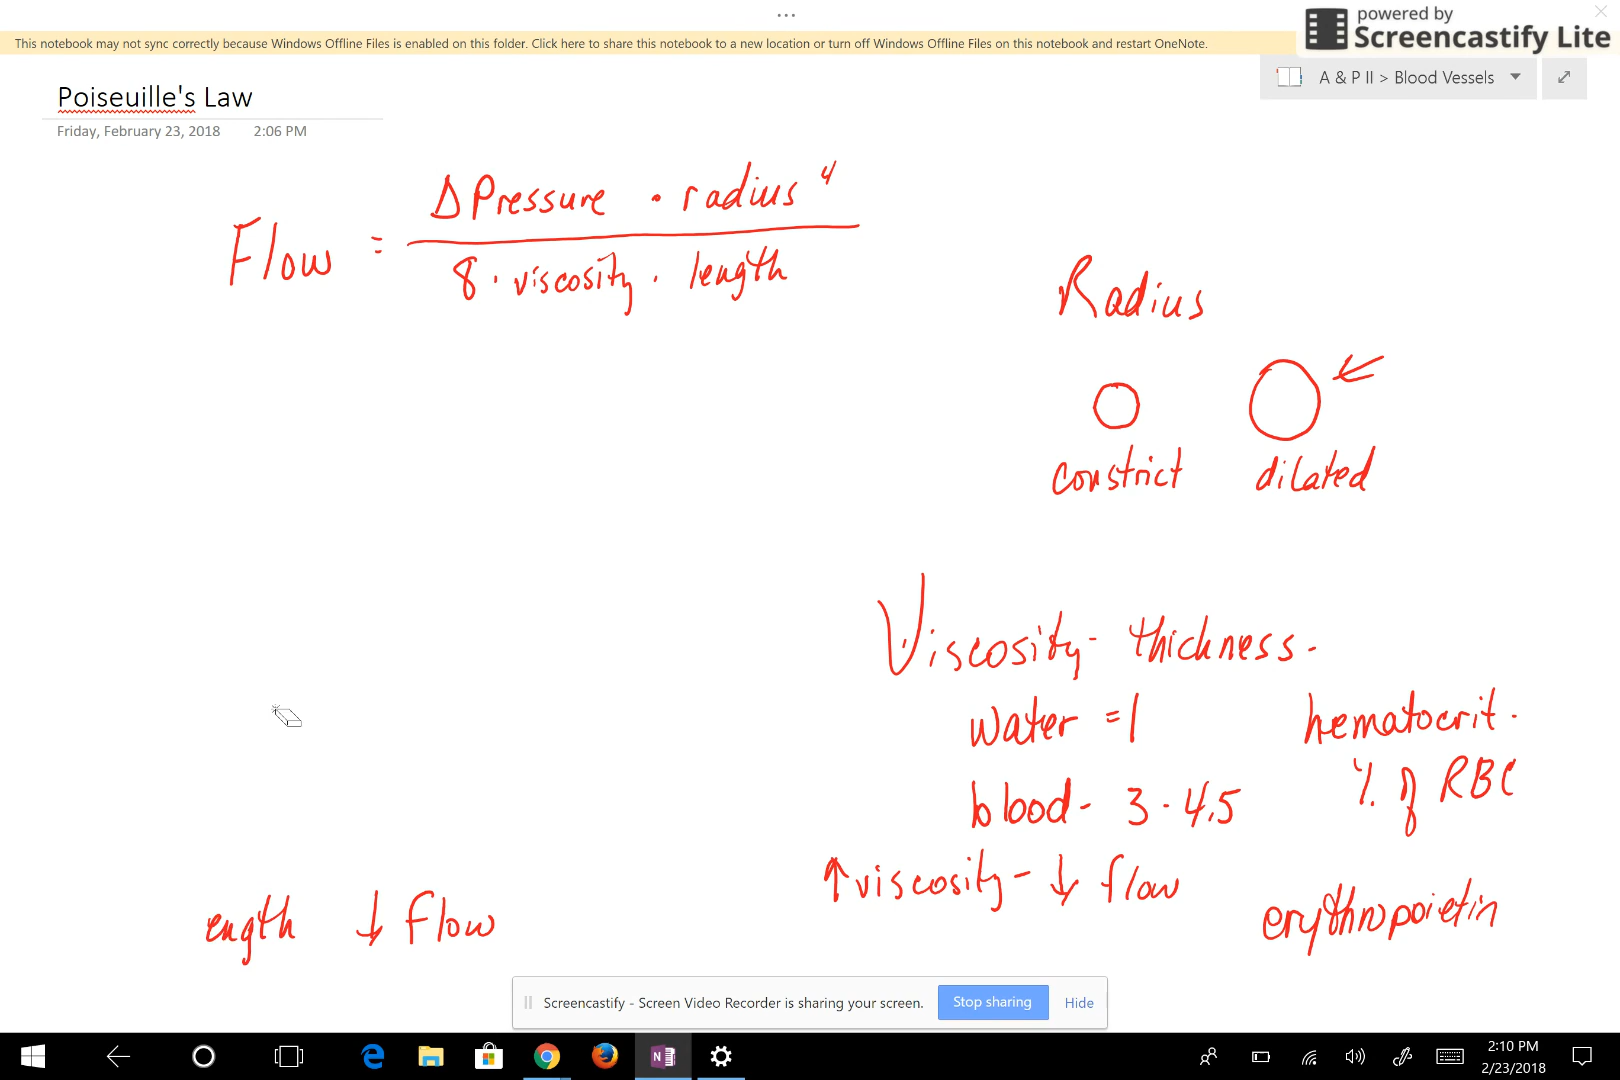 powered by
Screencastify Lite
This notebook may not sync correctly because Windows Offline Files is enabled on this folder. Click here to share this notebook to a new location or turn off Windows Offline Files on this notebook and restart OneNote.
A & P II > Blood Vessels
Poiseuille's Law
Friday, February 23, 2018 2:06 PM
Flow = Δ Pressure · radius⁴
8 · viscosity · length
Radius
constrict dilated
Viscosity - thickness.
water = 1
hematocrit.
% of RBC
blood - 3 - 4.5
↑ viscosity - ↓ flow
erythropoietin
ength ↓ Flow
Screencastify - Screen Video Recorder is sharing your screen. Stop sharing Hide
N
2:10 PM
2/23/2018